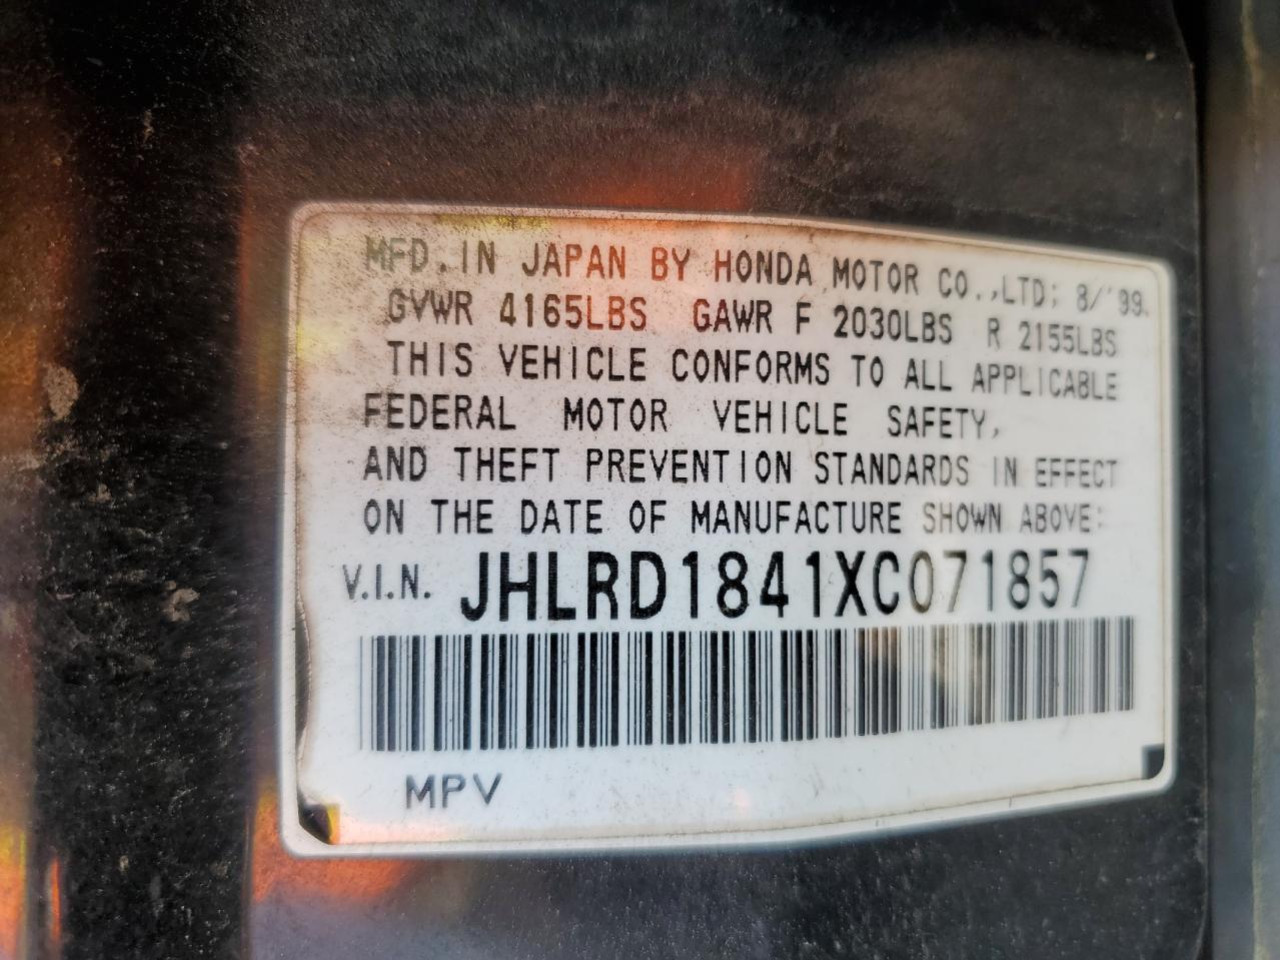 MFD. IN JAPAN BY HONDA MOTOR CO.,LTD; 8/'99.
GVWR 4165LBS GAWR F 2030LBS R 2155LBS
THIS VEHICLE CONFORMS TO ALL APPLICABLE
FEDERAL MOTOR VEHICLE SAFETY,
AND THEFT PREVENTION STANDARDS IN EFFECT
ON THE DATE OF MANUFACTURE SHOWN ABOVE:
V.I.N. JHLRD1841XC071857
MPV